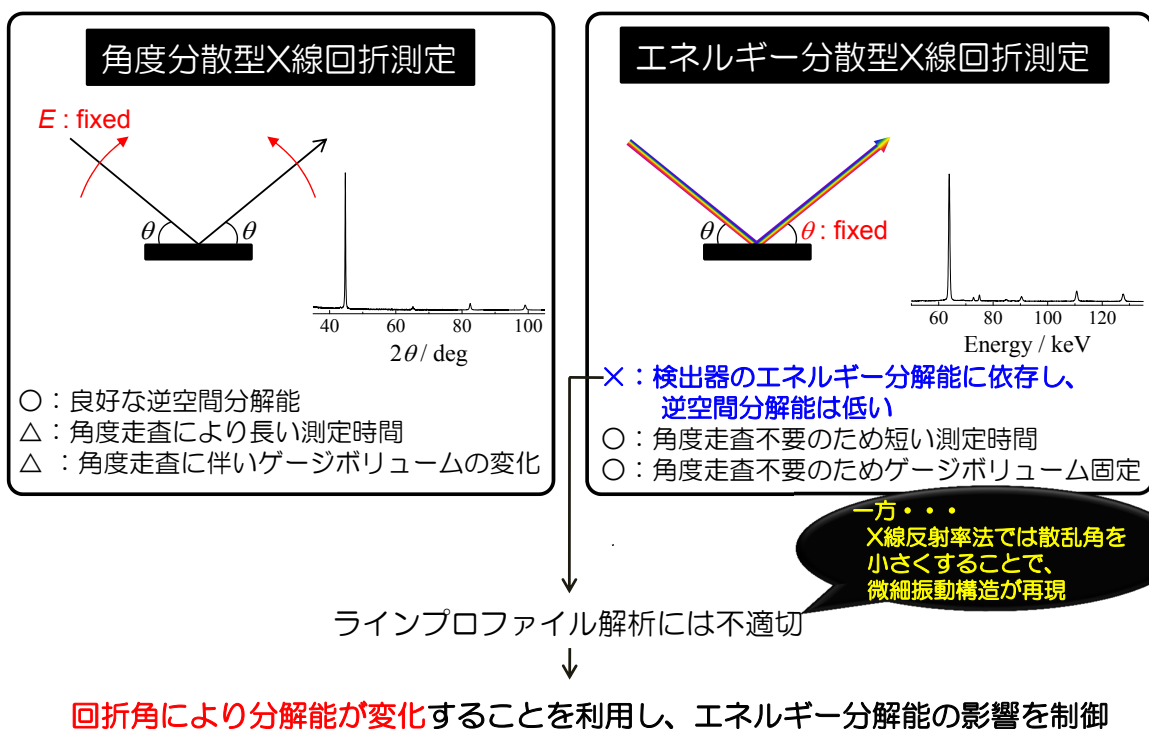 角度分散型X線回折測定
E : fixed
θ
θ
40 60 80 100
2θ / deg
○：良好な逆空間分解能
△：角度走査により長い測定時間
△ ：角度走査に伴いゲージボリュームの変化
エネルギー分散型X線回折測定
θ
θ : fixed
60 80 100 120
Energy / keV
×：検出器のエネルギー分解能に依存し、
逆空間分解能は低い
○：角度走査不要のため短い測定時間
○：角度走査不要のためゲージボリューム固定
一方・・・
X線反射率法では散乱角を
小さくすることで、
微細振動構造が再現
ラインプロファイル解析には不適切
回折角により分解能が変化することを利用し、エネルギー分解能の影響を制御